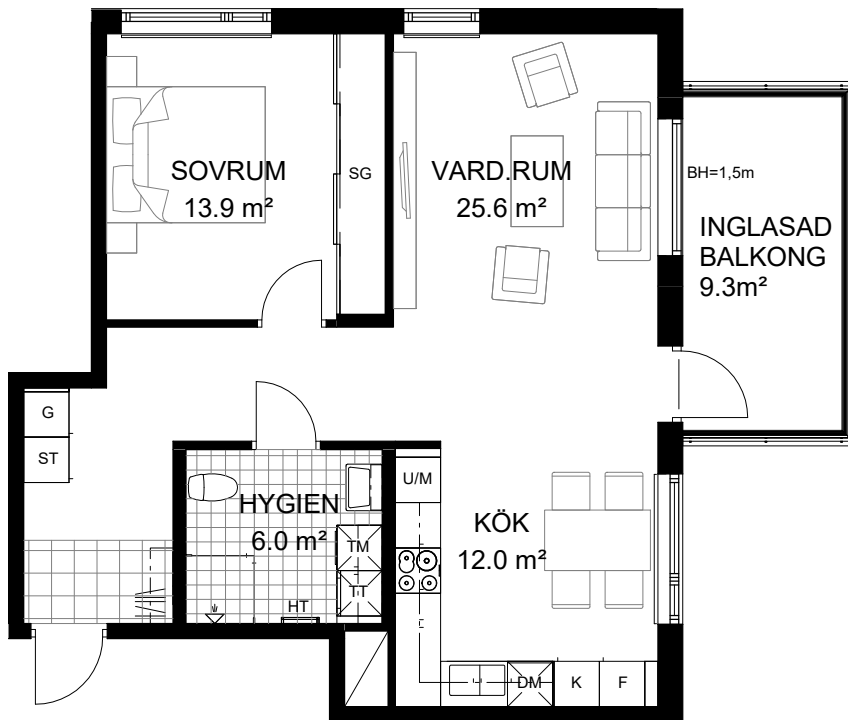 SOVRUM
13.9 m²
SG
VARD.RUM
25.6 m²
BH=1,5m
INGLASAD
BALKONG
9.3m²
G
ST
U/M
HYGIEN
6.0 m²
TM
TT
HT
KÖK
12.0 m²
DM
K
F